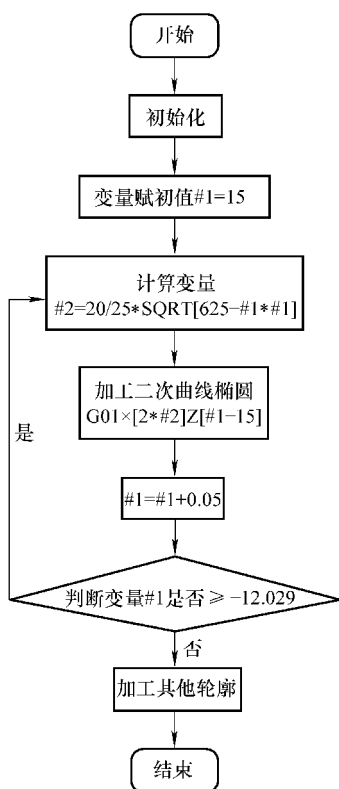 开始
初始化
变量赋初值#1=15
计算变量
#2=20/25*SQRT[625-#1*#1]
加工二次曲线椭圆
G01×[2*#2]Z[#1-15]
是
#1=#1+0.05
判断变量#1是否≥-12.029
否
加工其他轮廓
结束